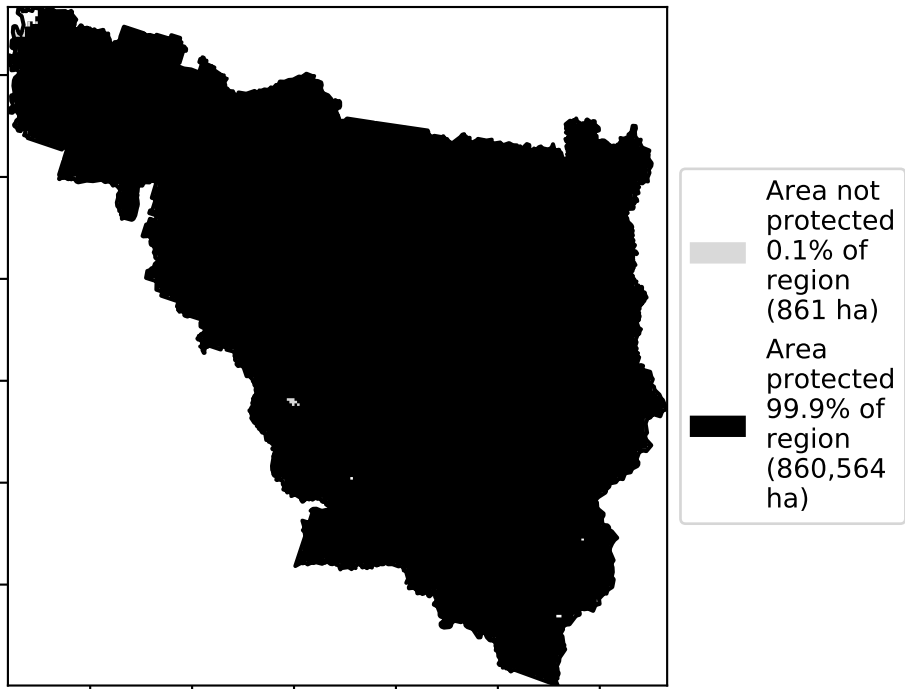 Area not
protected
0.1% of
region
(861 ha)
Area
protected
99.9% of
region
(860,564
ha)